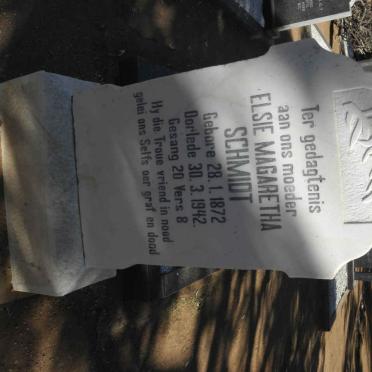 Ter gedagtenis
aan ons moeder
ELSIE MAGARETHA
SCHMIDT
Gebore 28.1.1872
Oorlede 30.3.1942.
Gesang 20 Vers 8
Hy die Troue vriend in nood
gelei ons Selfs oer graf en dood